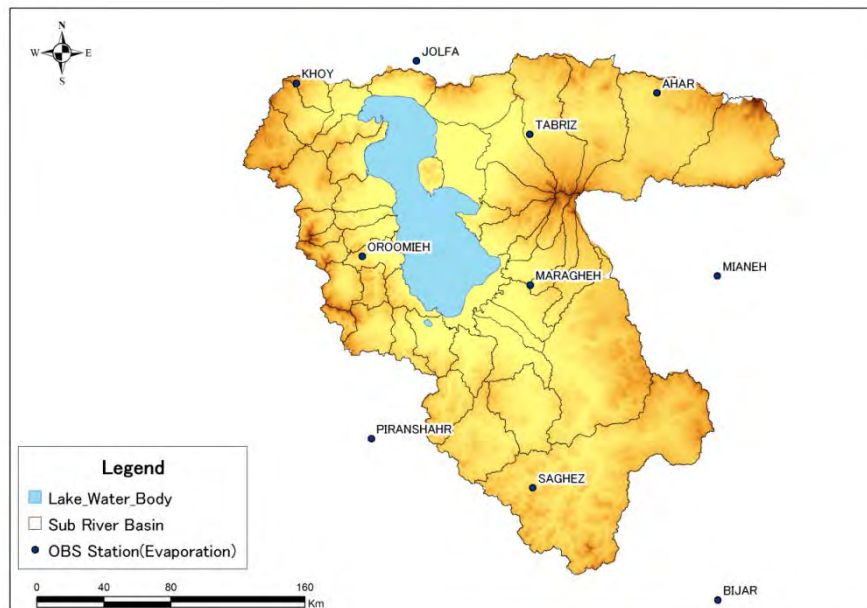 N
W E
S
JOLFA
KHOY
AHAR
TABRIZ
OROOMIEH
MIANEH
MARAGHEH
PIRANSHAHR
SAGHEZ
BIJAR
Legend
Lake_Water_Body
Sub River Basin
OBS Station(Evaporation)
0 40 80 160
Km